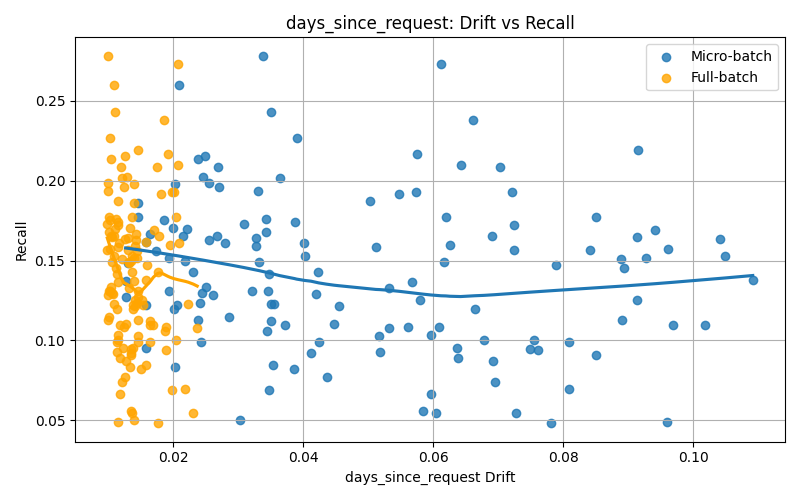 days_since_request: Drift vs Recall
Micro-batch
Full-batch
Recall
0.25
0.20
0.15
0.10
0.05
0.02 0.04 0.06 0.08 0.10
days_since_request Drift